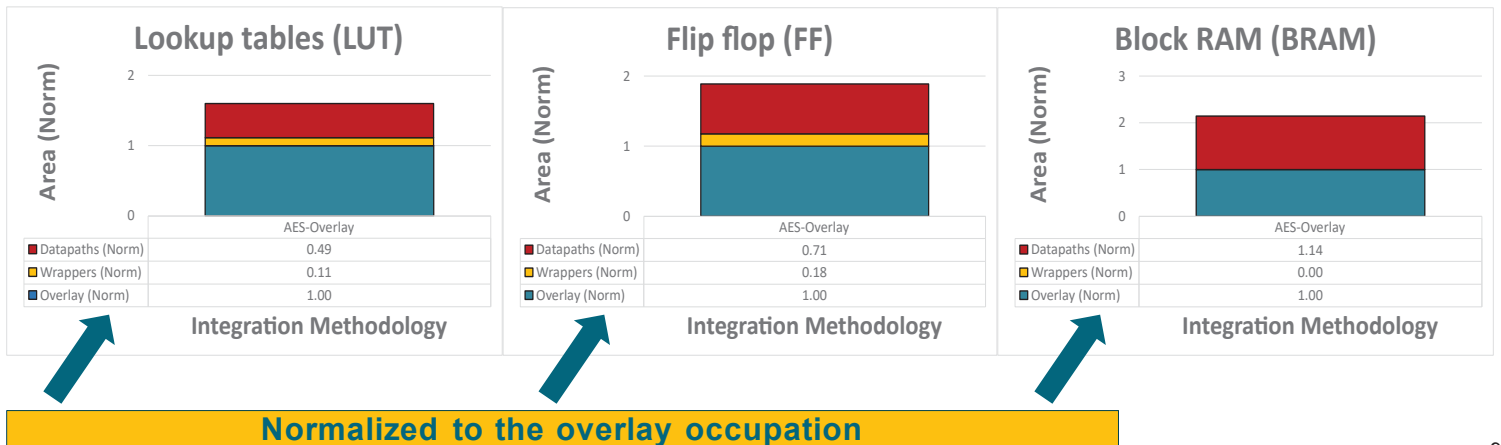 Lookup tables (LUT)
Area (Norm)
2
1
0
AES-Overlay
Datapaths (Norm) 0.49
Wrappers (Norm) 0.11
Overlay (Norm) 1.00
Integration Methodology
Flip flop (FF)
Area (Norm)
2
1
0
AES-Overlay
Datapaths (Norm) 0.71
Wrappers (Norm) 0.18
Overlay (Norm) 1.00
Integration Methodology
Block RAM (BRAM)
Area (Norm)
3
2
1
0
AES-Overlay
Datapaths (Norm) 1.14
Wrappers (Norm) 0.00
Overlay (Norm) 1.00
Integration Methodology
Normalized to the overlay occupation